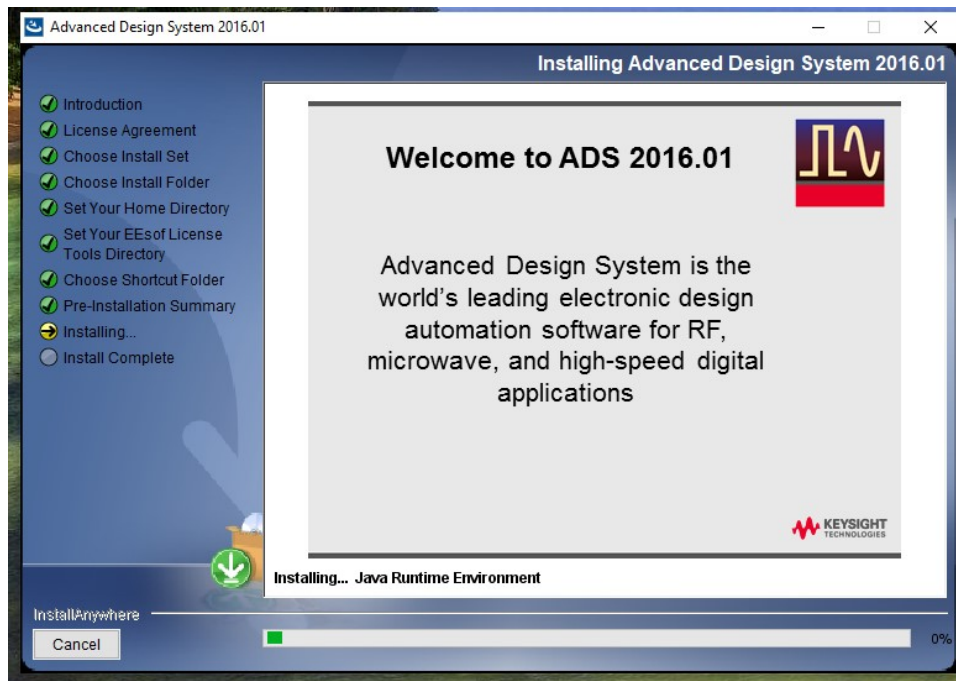 Advanced Design System 2016.01
Installing Advanced Design System 2016.01
Introduction
License Agreement
Choose Install Set
Choose Install Folder
Set Your Home Directory
Set Your EEsof License
Tools Directory
Choose Shortcut Folder
Pre-Installation Summary
Installing...
Install Complete
Welcome to ADS 2016.01
Advanced Design System is the
world's leading electronic design
automation software for RF,
microwave, and high-speed digital
applications
KEYSIGHT
TECHNOLOGIES
Installing... Java Runtime Environment
InstallAnywhere
Cancel
0%